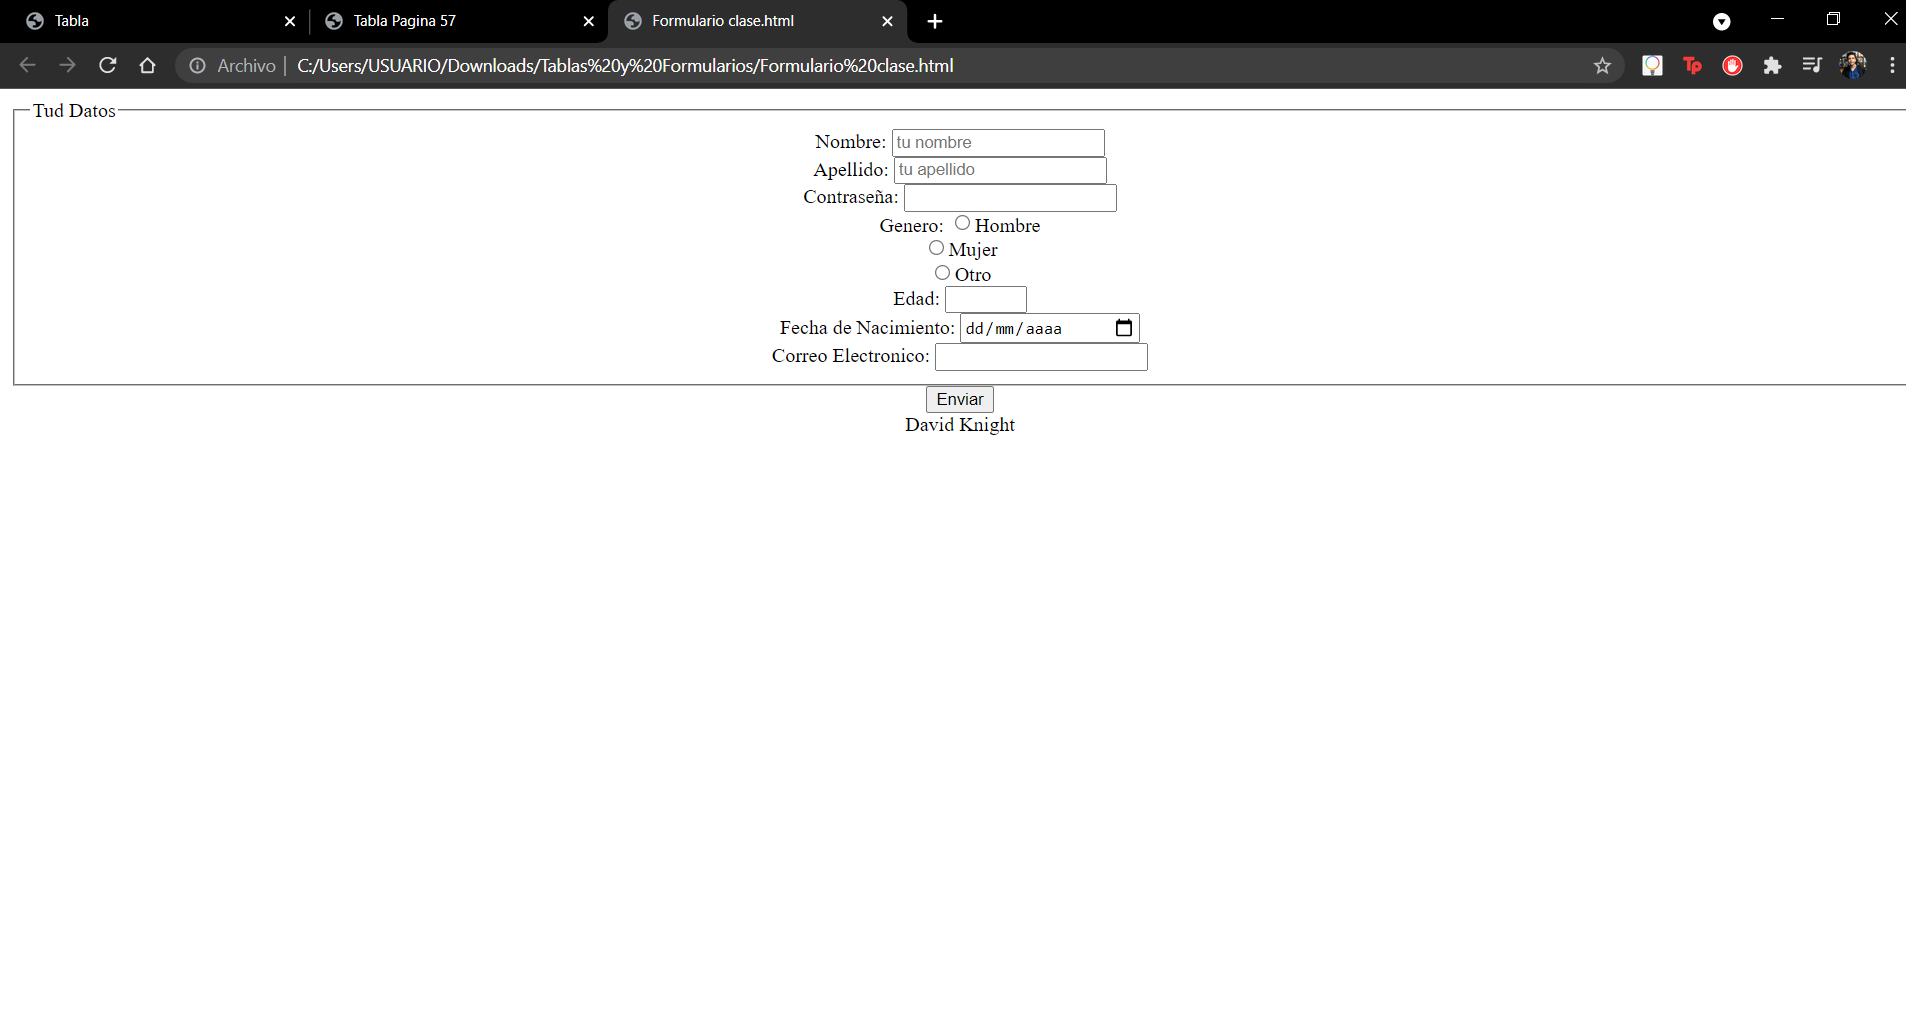 Tabla
Tabla Pagina 57
Formulario clase.html
Archivo | C:/Users/USUARIO/Downloads/Tablas%20y%20Formularios/Formulario%20clase.html
Tp
Tud Datos
Nombre: tu nombre
Apellido: tu apellido
Contraseña:
Genero: Hombre
Mujer
Otro
Edad:
Fecha de Nacimiento: dd/mm/aaaa
Correo Electronico:
Enviar
David Knight